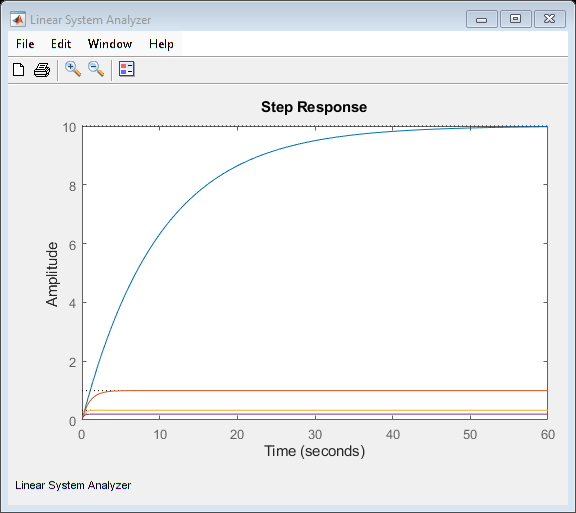 Linear System Analyzer
File Edit Window Help
Step Response
10
8
6
4
2
0
Amplitude
0 10 20 30 40 50 60
Time (seconds)
Linear System Analyzer